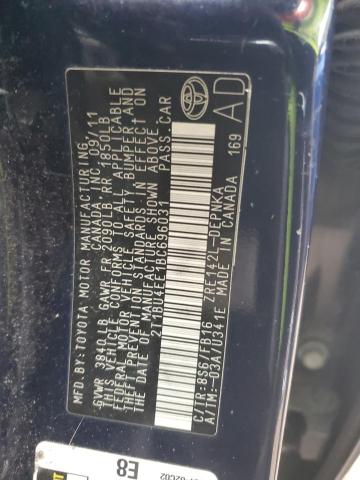 MFD.BY:TOYOTA MOTOR MANUFACTURING
CANADA, INC. 09/11
GVWR 3840LB GAWR FR 2090LB RR 1850LB
THIS VEHICLE CONFORMS TO ALL APPLICABLE
FEDERAL MOTOR VEHICLE SAFETY, BUMPER, AND
THEFT PREVENTION STANDARDS IN EFFECT ON
THE DATE OF MANUFACTURE SHOWN ABOVE.
2T1BU4EE1BC696031 PASS.CAR
C/TR:8S6/FB16 ZRE142L-DEPNKA
A/TM:-03A/U341E MADE IN CANADA 169
AD
E8